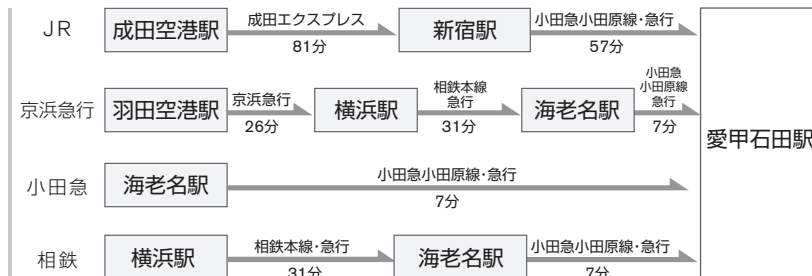 JR
成田空港駅
成田エクスプレス
81分
新宿駅
小田急小田原線・急行
57分
京浜急行
羽田空港駅
京浜急行
26分
横浜駅
相鉄本線
急行
31分
海老名駅
小田急
小田原線
急行
7分
愛甲石田駅
小田急
海老名駅
小田急小田原線・急行
7分
相鉄
横浜駅
相鉄本線・急行
31分
海老名駅
小田急小田原線・急行
7分